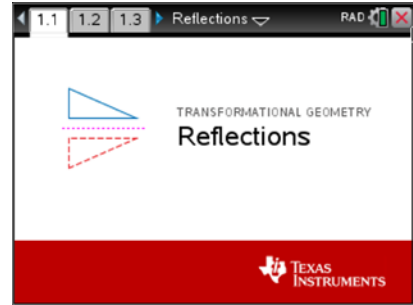 1.1 1.2 1.3 Reflections RAD
TRANSFORMATIONAL GEOMETRY
Reflections
TEXAS
INSTRUMENTS